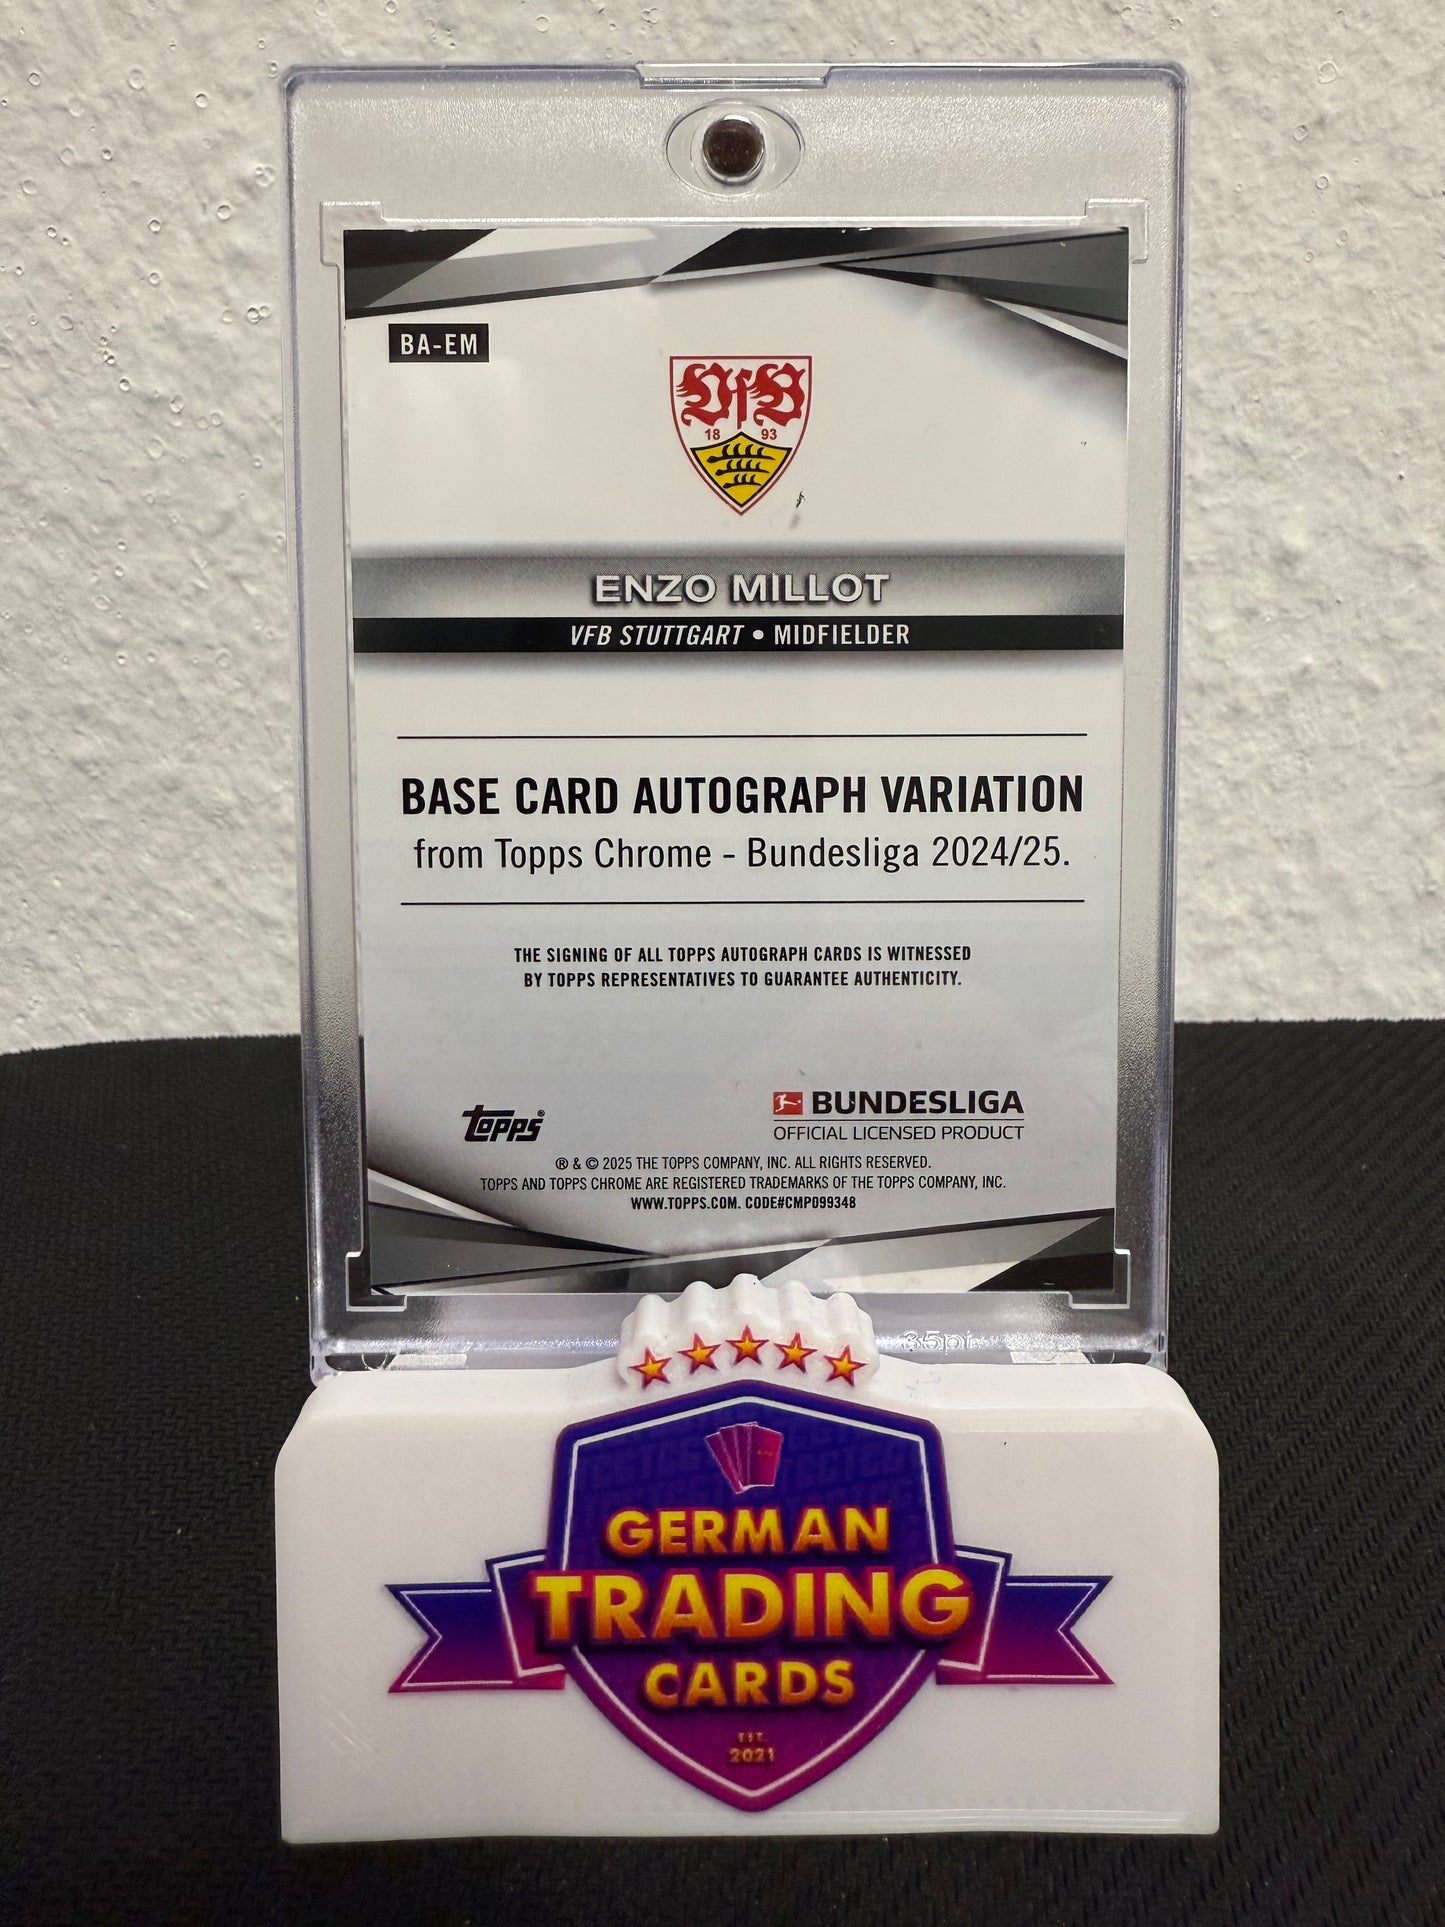 BA-EM
VfB
18 93
ENZO MILLOT
VFB STUTTGART • MIDFIELDER
BASE CARD AUTOGRAPH VARIATION
from Topps Chrome - Bundesliga 2024/25.
THE SIGNING OF ALL TOPPS AUTOGRAPH CARDS IS WITNESSED
BY TOPPS REPRESENTATIVES TO GUARANTEE AUTHENTICITY.
topps®
BUNDESLIGA
OFFICIAL LICENSED PRODUCT
® & © 2025 THE TOPPS COMPANY, INC. ALL RIGHTS RESERVED.
TOPPS AND TOPPS CHROME ARE REGISTERED TRADEMARKS OF THE TOPPS COMPANY, INC.
WWW.TOPPS.COM. CODE#CMP099348
35pt
GERMAN
TRADING
CARDS
EST.
2021